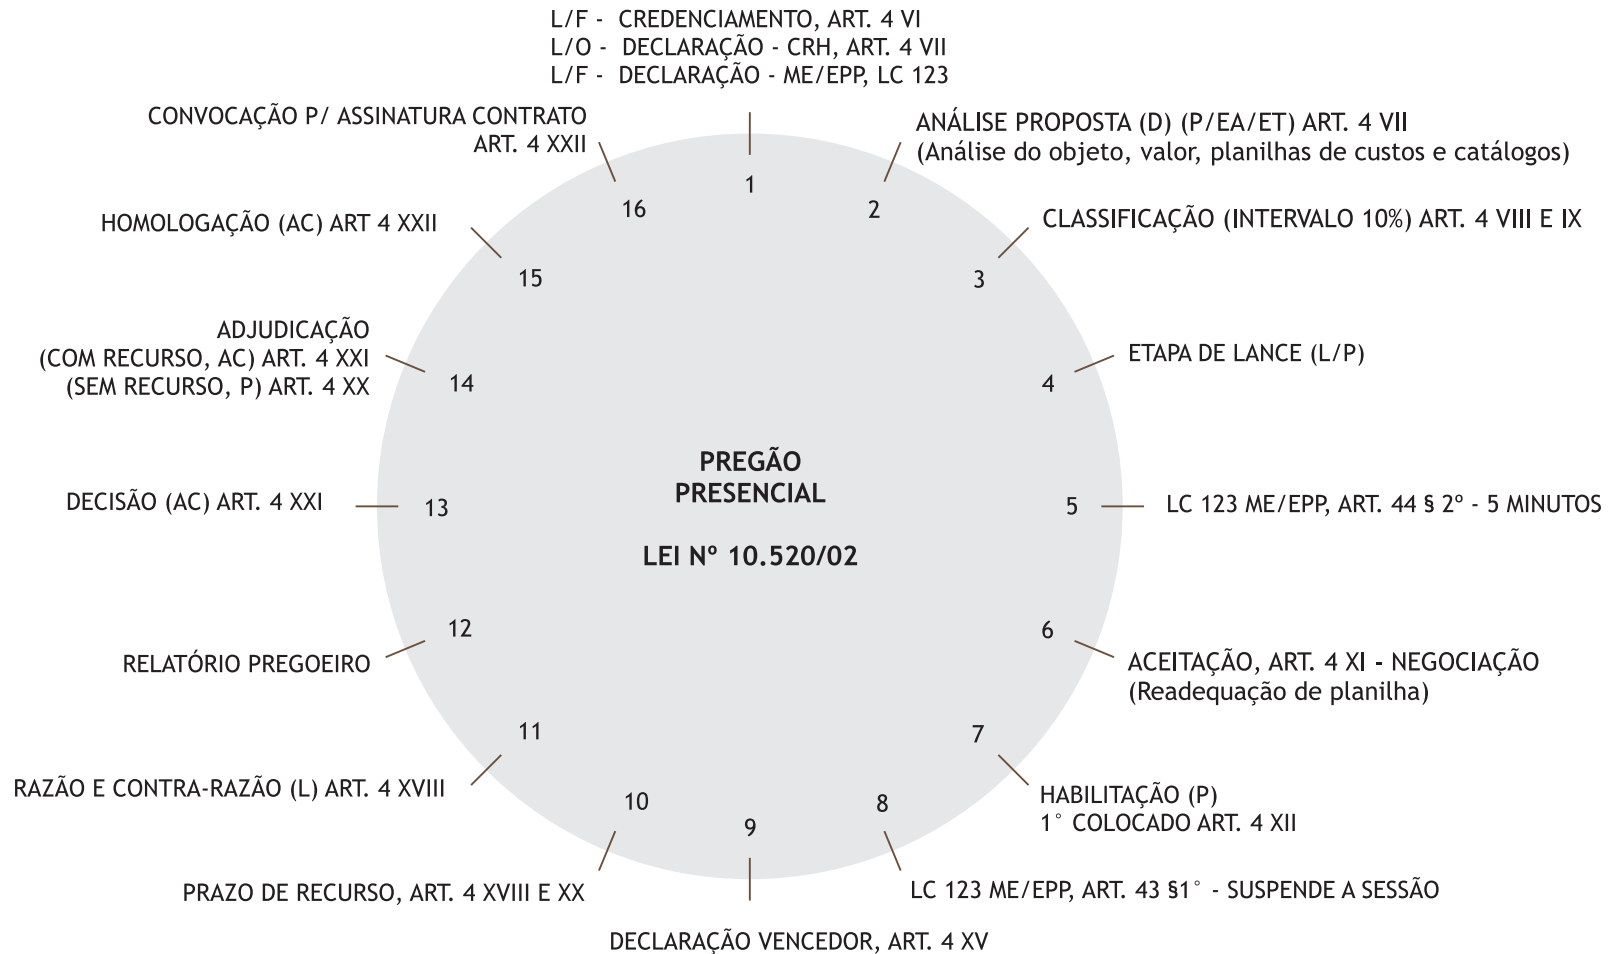 L/F - CREDENCIAMENTO, ART. 4 VI
L/O - DECLARAÇÃO - CRH, ART. 4 VII
L/F - DECLARAÇÃO - ME/EPP, LC 123
1
ANÁLISE PROPOSTA (D) (P/EA/ET) ART. 4 VII
(Análise do objeto, valor, planilhas de custos e catálogos)
2
CLASSIFICAÇÃO (INTERVALO 10%) ART. 4 VIII E IX
3
ETAPA DE LANCE (L/P)
4
LC 123 ME/EPP, ART. 44 § 2º - 5 MINUTOS
5
ACEITAÇÃO, ART. 4 XI - NEGOCIAÇÃO
(Readequação de planilha)
6
HABILITAÇÃO (P)
1° COLOCADO ART. 4 XII
7
LC 123 ME/EPP, ART. 43 §1° - SUSPENDE A SESSÃO
8
DECLARAÇÃO VENCEDOR, ART. 4 XV
9
PRAZO DE RECURSO, ART. 4 XVIII E XX
10
RAZÃO E CONTRA-RAZÃO (L) ART. 4 XVIII
11
RELATÓRIO PREGOEIRO
12
DECISÃO (AC) ART. 4 XXI
13
ADJUDICAÇÃO
(COM RECURSO, AC) ART. 4 XXI
(SEM RECURSO, P) ART. 4 XX
14
HOMOLOGAÇÃO (AC) ART 4 XXII
15
CONVOCAÇÃO P/ ASSINATURA CONTRATO
ART. 4 XXII
16
PREGÃO
PRESENCIAL
LEI Nº 10.520/02